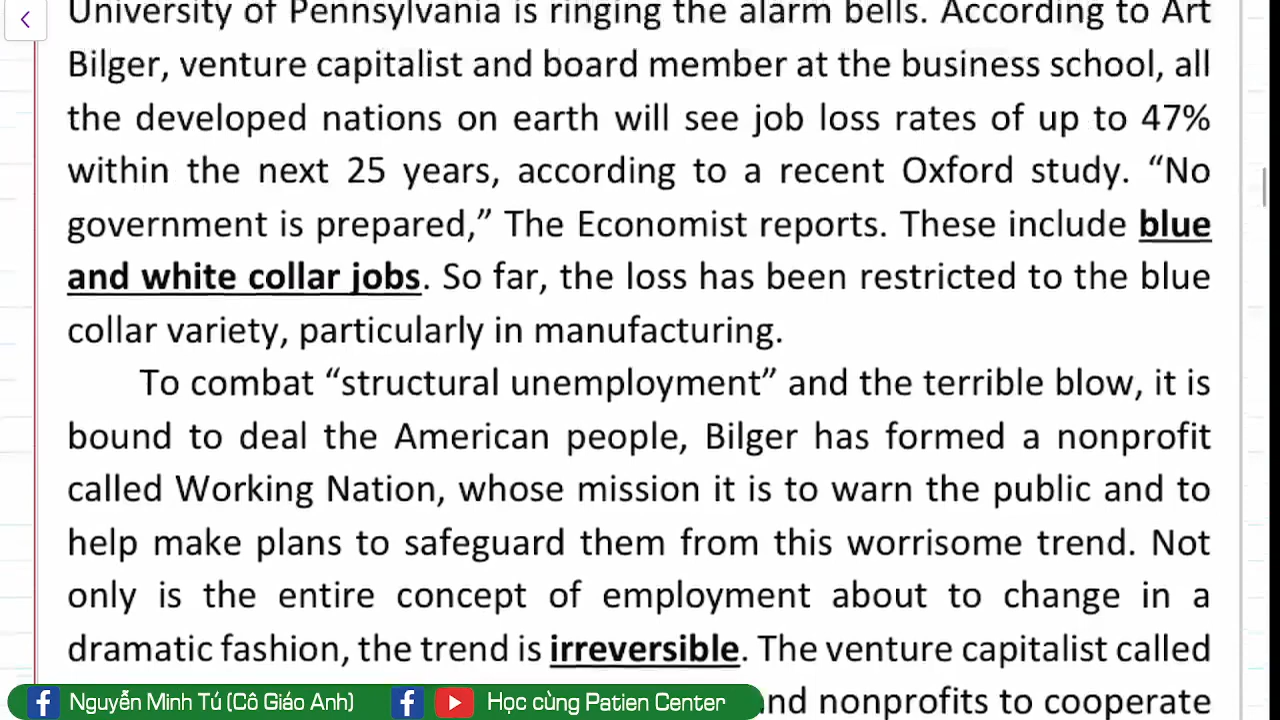 University of Pennsylvania is ringing the alarm bells. According to Art
Bilger, venture capitalist and board member at the business school, all
the developed nations on earth will see job loss rates of up to 47%
within the next 25 years, according to a recent Oxford study. “No
government is prepared,” The Economist reports. These include blue
and white collar jobs. So far, the loss has been restricted to the blue
collar variety, particularly in manufacturing.
To combat “structural unemployment” and the terrible blow, it is
bound to deal the American people, Bilger has formed a nonprofit
called Working Nation, whose mission it is to warn the public and to
help make plans to safeguard them from this worrisome trend. Not
only is the entire concept of employment about to change in a
dramatic fashion, the trend is irreversible. The venture capitalist called
nonprofits to cooperate
Nguyễn Minh Tú (Cô Giáo Anh) Học cùng Patien Center